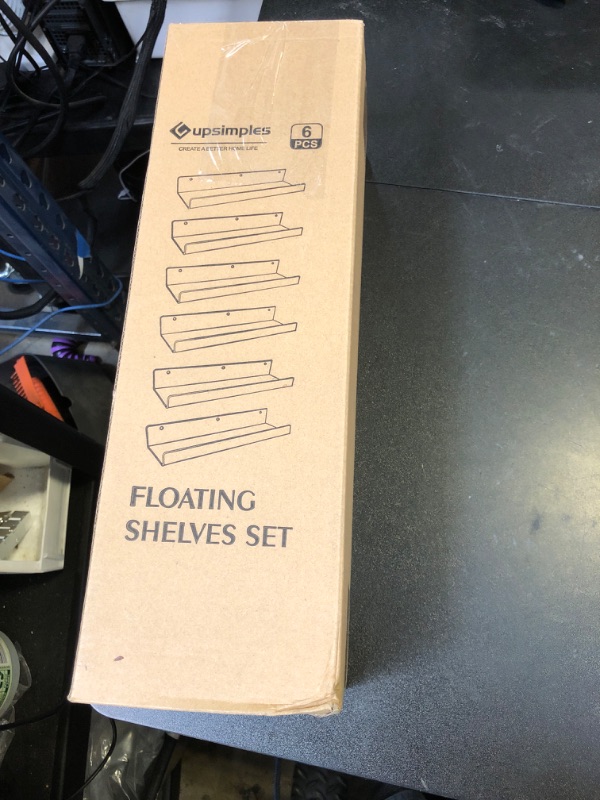 upsimples
6
PCS
CREATE A BETTER HOME LIFE
FLOATING
SHELVES SET